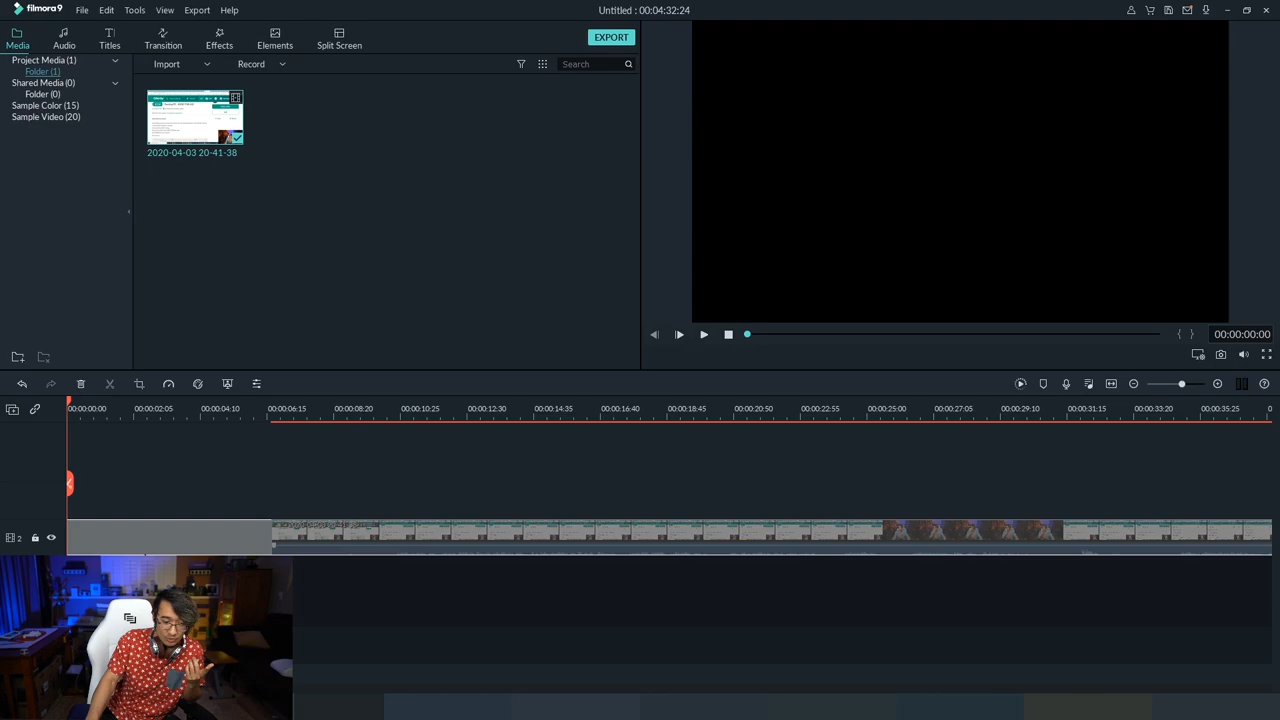 filmora9 File Edit Tools View Export Help Untitled : 00:04:32:24
Media Audio Titles Transition Effects Elements Split Screen EXPORT
Project Media (1)
Folder (1)
Shared Media (0)
Folder (0)
Sample Color (15)
Sample Video (20)
Import Record Search
2020-04-03 20-41-38
00:00:00:00
00:00:00:00 00:00:02:05 00:00:04:10 00:00:06:15 00:00:08:20 00:00:10:25 00:00:12:30 00:00:14:35 00:00:16:40 00:00:18:45 00:00:20:50 00:00:22:55 00:00:25:00 00:00:27:05 00:00:29:10 00:00:31:15 00:00:33:20 00:00:35:25 0
2